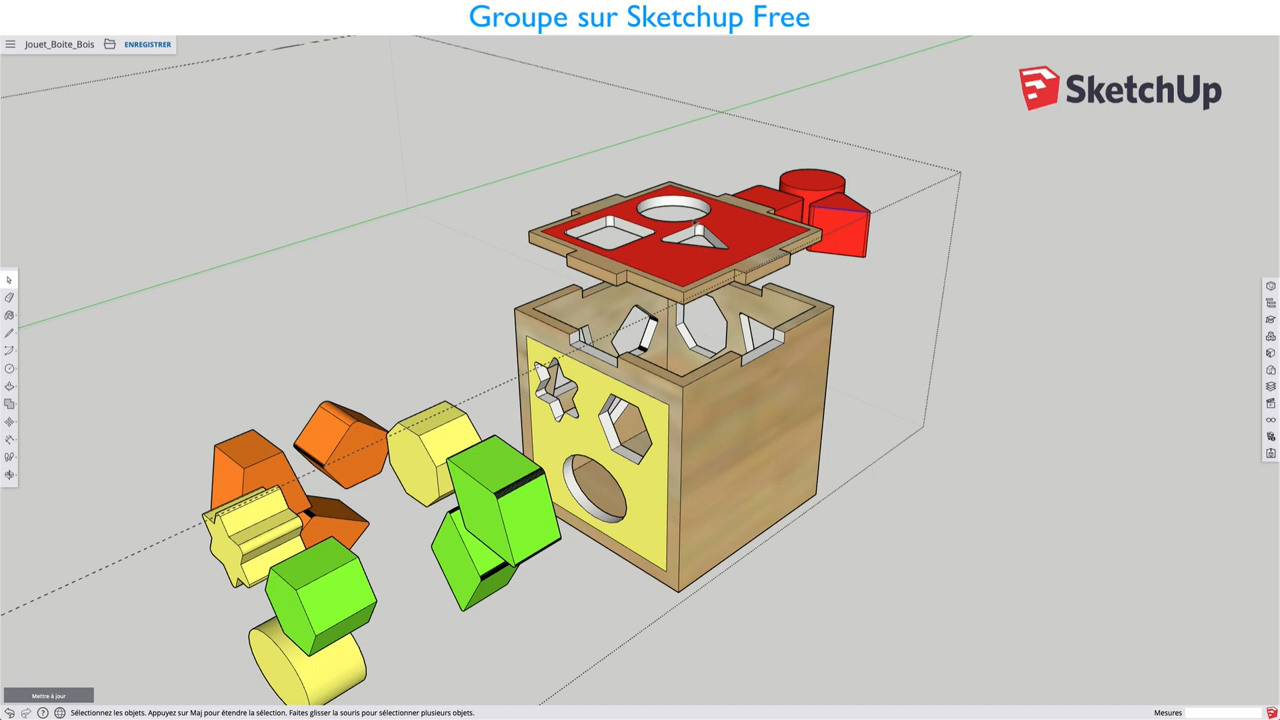 Groupe sur Sketchup Free
Jouet_Boite_Bois
ENREGISTRER
SketchUp
Mettre à jour
Sélectionnez les objets. Appuyez sur Maj pour étendre la sélection. Faites glisser la souris pour sélectionner plusieurs objets.
Mesures